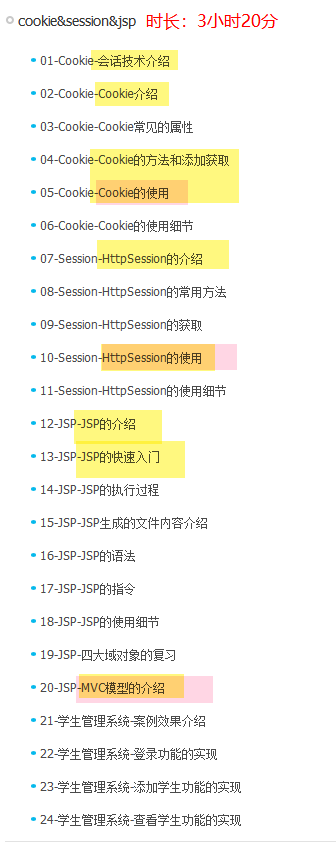 cookie&session&jsp 时长：3小时20分
01-Cookie-会话技术介绍
02-Cookie-Cookie介绍
03-Cookie-Cookie常见的属性
04-Cookie-Cookie的方法和添加获取
05-Cookie-Cookie的使用
06-Cookie-Cookie的使用细节
07-Session-HttpSession的介绍
08-Session-HttpSession的常用方法
09-Session-HttpSession的获取
10-Session-HttpSession的使用
11-Session-HttpSession的使用细节
12-JSP-JSP的介绍
13-JSP-JSP的快速入门
14-JSP-JSP的执行过程
15-JSP-JSP生成的文件内容介绍
16-JSP-JSP的语法
17-JSP-JSP的指令
18-JSP-JSP的使用细节
19-JSP-四大域对象的复习
20-JSP-MVC模型的介绍
21-学生管理系统-案例效果介绍
22-学生管理系统-登录功能的实现
23-学生管理系统-添加学生功能的实现
24-学生管理系统-查看学生功能的实现